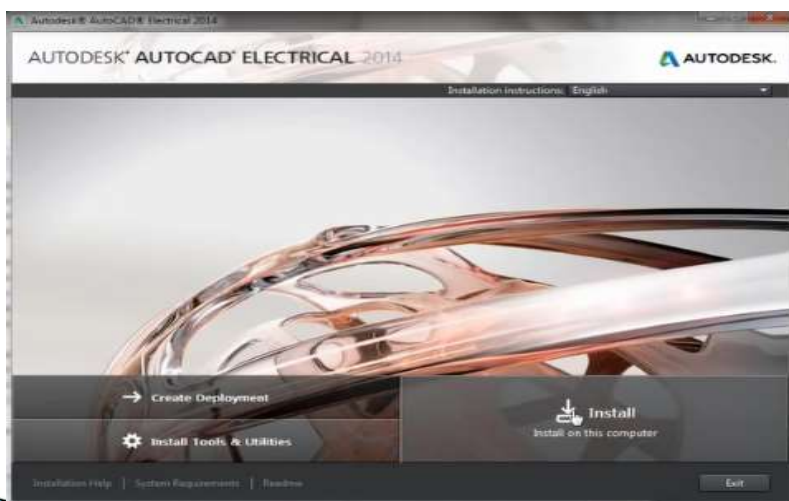 Autodesk® AutoCAD® Electrical 2014
AUTODESK® AUTOCAD® ELECTRICAL 2014
AUTODESK.
Installation instructions: English
Create Deployment
Install Tools & Utilities
Install
Install on this computer
Installation Help | System Requirements | Readme
Exit